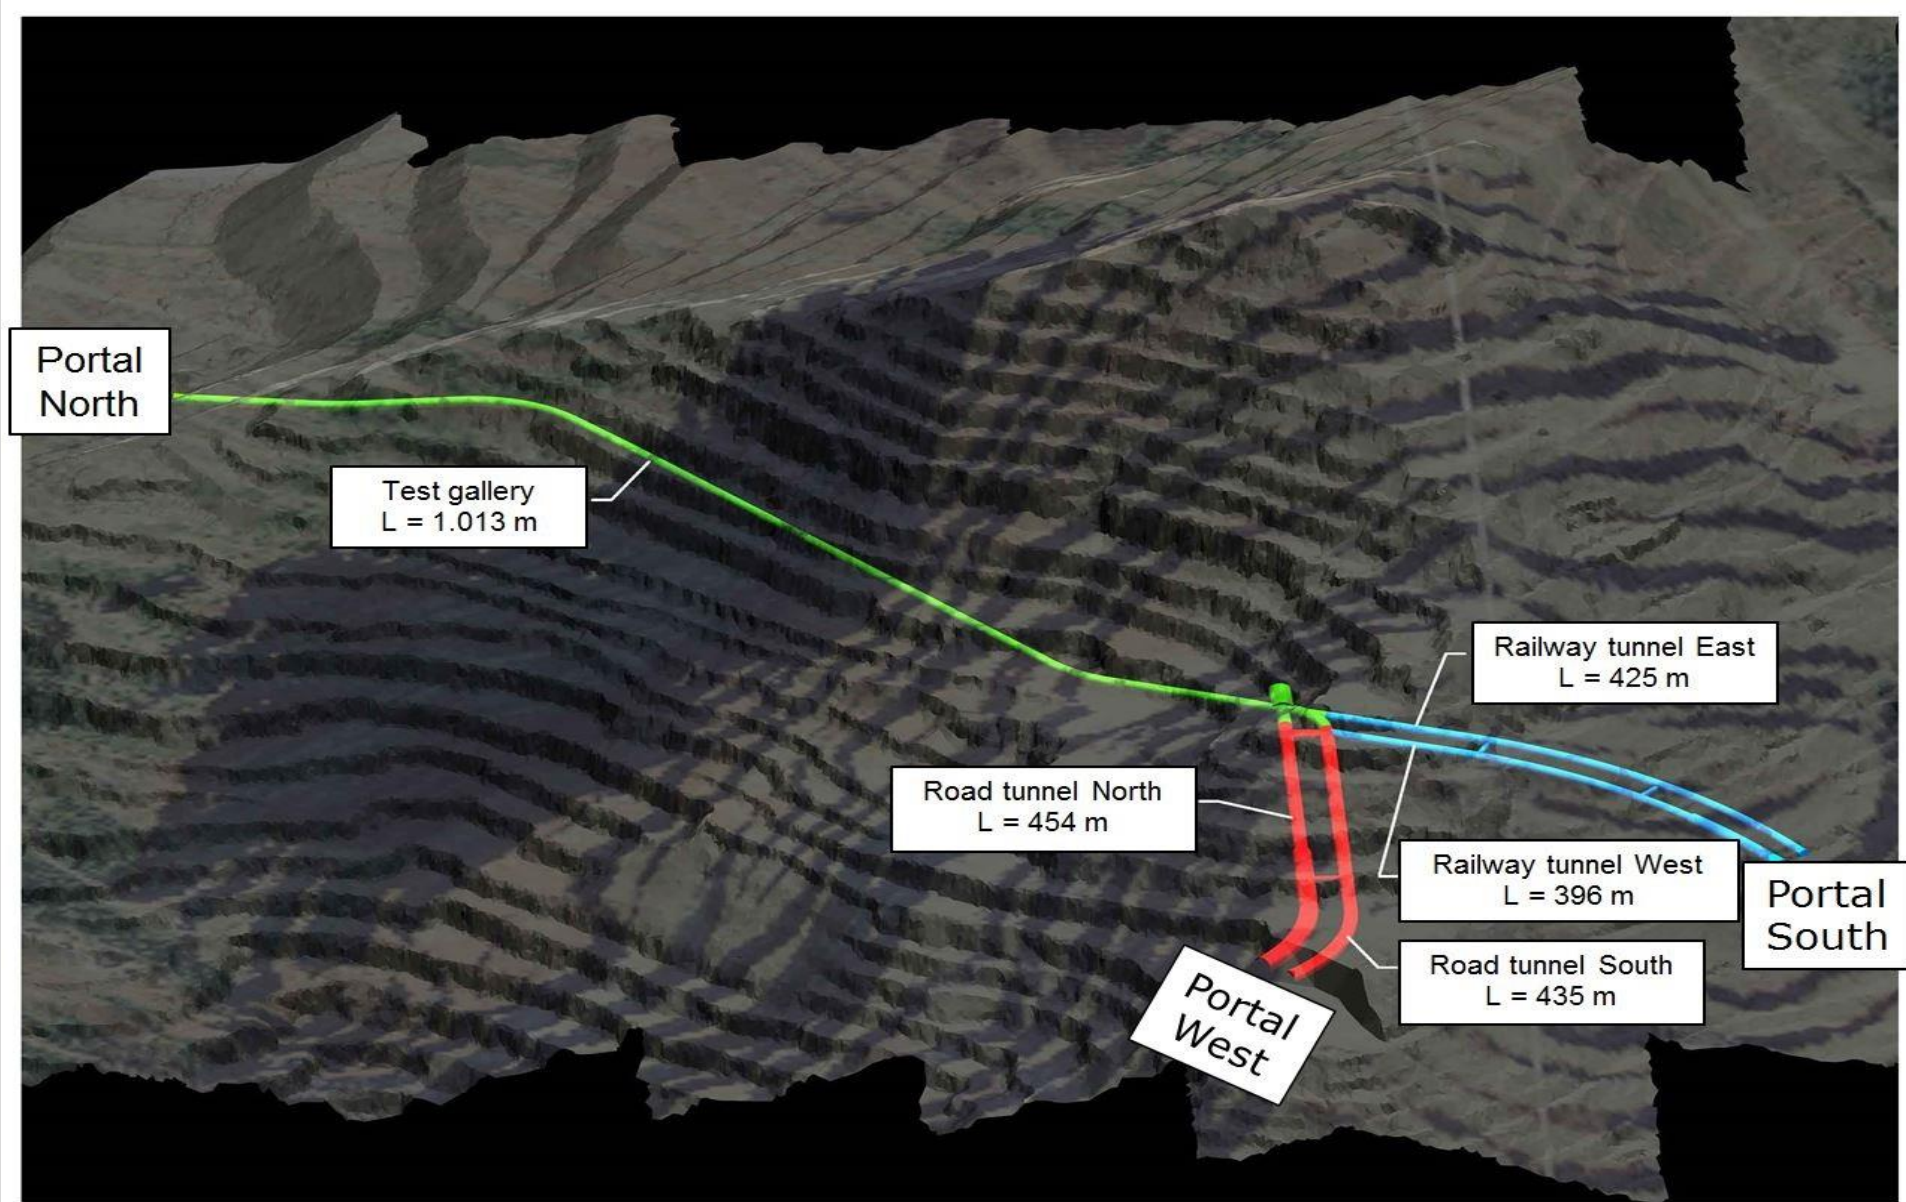 Portal
North
Test gallery
L = 1.013 m
Railway tunnel East
L = 425 m
Road tunnel North
L = 454 m
Railway tunnel West
L = 396 m
Portal
South
Road tunnel South
L = 435 m
Portal
West